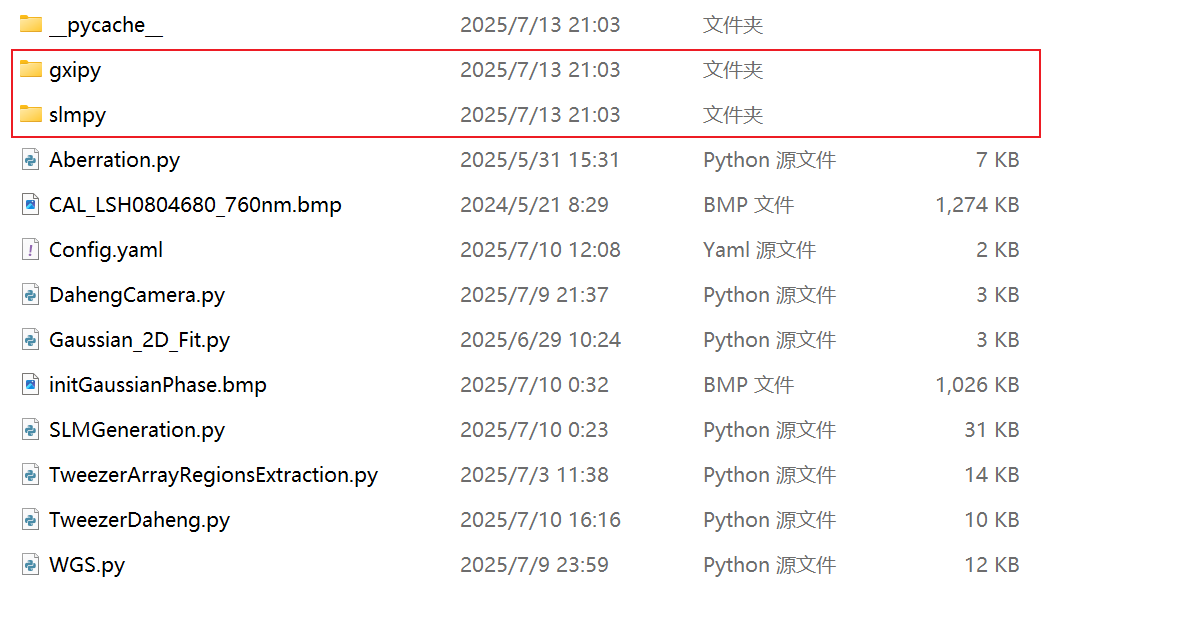 __pycache__ 2025/7/13 21:03 文件夹
gxipy 2025/7/13 21:03 文件夹
slmpy 2025/7/13 21:03 文件夹
Aberration.py 2025/5/31 15:31 Python 源文件 7 KB
CAL_LSH0804680_760nm.bmp 2024/5/21 8:29 BMP 文件 1,274 KB
Config.yaml 2025/7/10 12:08 Yaml 源文件 2 KB
DahengCamera.py 2025/7/9 21:37 Python 源文件 3 KB
Gaussian_2D_Fit.py 2025/6/29 10:24 Python 源文件 3 KB
initGaussianPhase.bmp 2025/7/10 0:32 BMP 文件 1,026 KB
SLMGeneration.py 2025/7/10 0:23 Python 源文件 31 KB
TweezerArrayRegionsExtraction.py 2025/7/3 11:38 Python 源文件 14 KB
TweezerDaheng.py 2025/7/10 16:16 Python 源文件 10 KB
WGS.py 2025/7/9 23:59 Python 源文件 12 KB